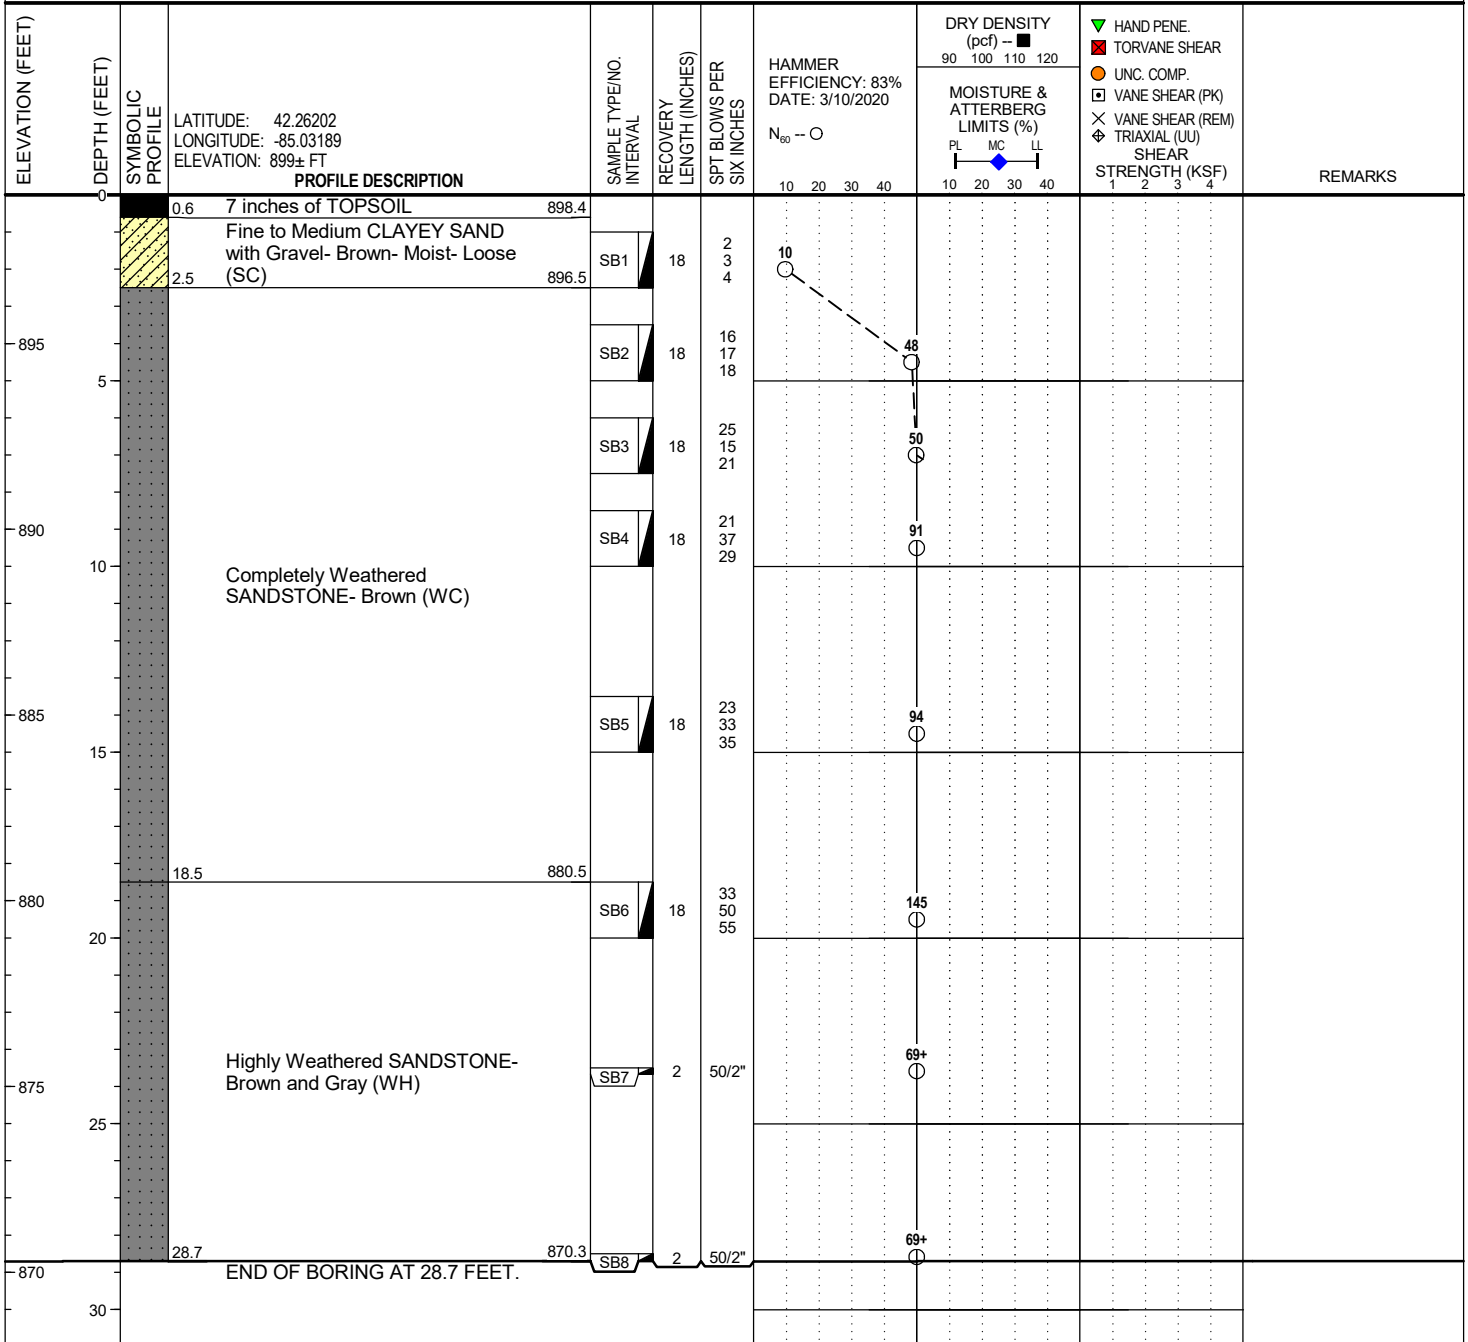 ELEVATION (FEET)
DEPTH (FEET)
SYMBOLIC
PROFILE
LATITUDE: 42.26202
LONGITUDE: -85.03189
ELEVATION: 899± FT
PROFILE DESCRIPTION
SAMPLE TYPE/NO.
INTERVAL
RECOVERY
LENGTH (INCHES)
SPT BLOWS PER
SIX INCHES
HAMMER
EFFICIENCY: 83%
DATE: 3/10/2020
N60 -- O
10 20 30 40
DRY DENSITY
(pcf) -- ■
90 100 110 120
MOISTURE &
ATTERBERG
LIMITS (%)
PL MC LL
10 20 30 40
HAND PENE.
TORVANE SHEAR
UNC. COMP.
VANE SHEAR (PK)
VANE SHEAR (REM)
TRIAXIAL (UU)
SHEAR
STRENGTH (KSF)
1 2 3 4
REMARKS
0
0.6 7 inches of TOPSOIL 898.4
Fine to Medium CLAYEY SAND
with Gravel- Brown- Moist- Loose
(SC)
2.5 896.5
SB1 18
2
3
4
10
895
SB2 18
16
17
18
48
5
SB3 18
25
15
21
50
890
SB4 18
21
37
29
91
10
Completely Weathered
SANDSTONE- Brown (WC)
885
SB5 18
23
33
35
94
15
18.5 880.5
880
SB6 18
33
50
55
145
20
Highly Weathered SANDSTONE-
Brown and Gray (WH)
875
SB7 2 50/2"
69+
25
28.7 870.3
SB8 2 50/2"
69+
870
END OF BORING AT 28.7 FEET.
30